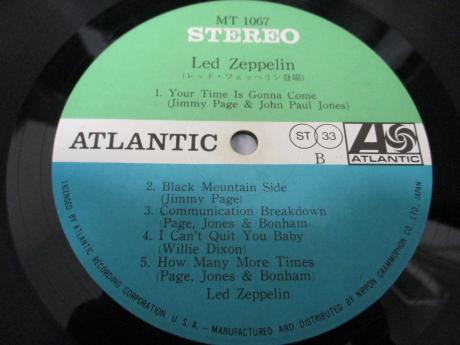 MT 1067
STEREO
Led Zeppelin
(レッド・ツェッペリン登場)
1. Your Time Is Gonna Come
(Jimmy Page & John Paul Jones)
ATLANTIC
ST 33
B
ATLANTIC
2. Black Mountain Side
(Jimmy Page)
3. Communication Breakdown
(Page, Jones & Bonham)
4. I Can't Quit You Baby
(Willie Dixon)
5. How Many More Times
(Page, Jones & Bonham)
Led Zeppelin
LICENSED BY ATLANTIC RECORDING CORPORATION U.S.A. - MANUFACTURED AND DISTRIBUTED BY NIPPON GRAMMOPHON CO. LTD. JAPAN